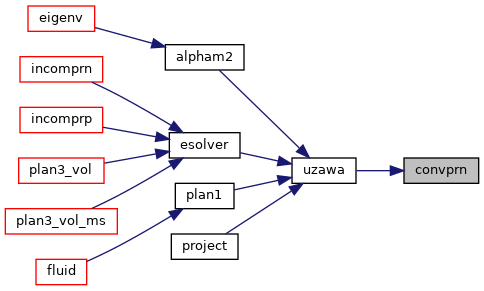 eigenv
alpham2
incomprn
incomprp
esolver
plan3_vol
uzawa
convprn
plan1
plan3_vol_ms
project
fluid